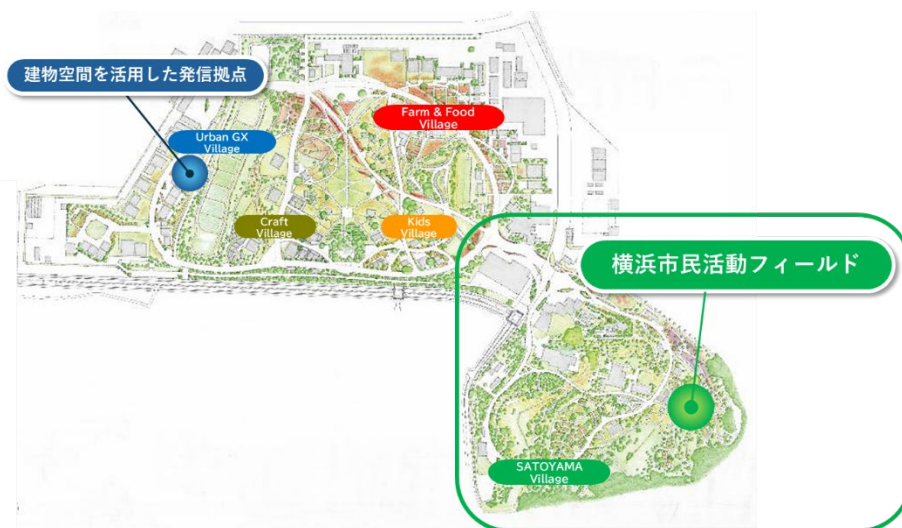 建物空間を活用した発信拠点
Farm & Food
Village
Urban GX
Village
Craft
Village
Kids
Village
横浜市民活動フィールド
SATOYAMA
Village